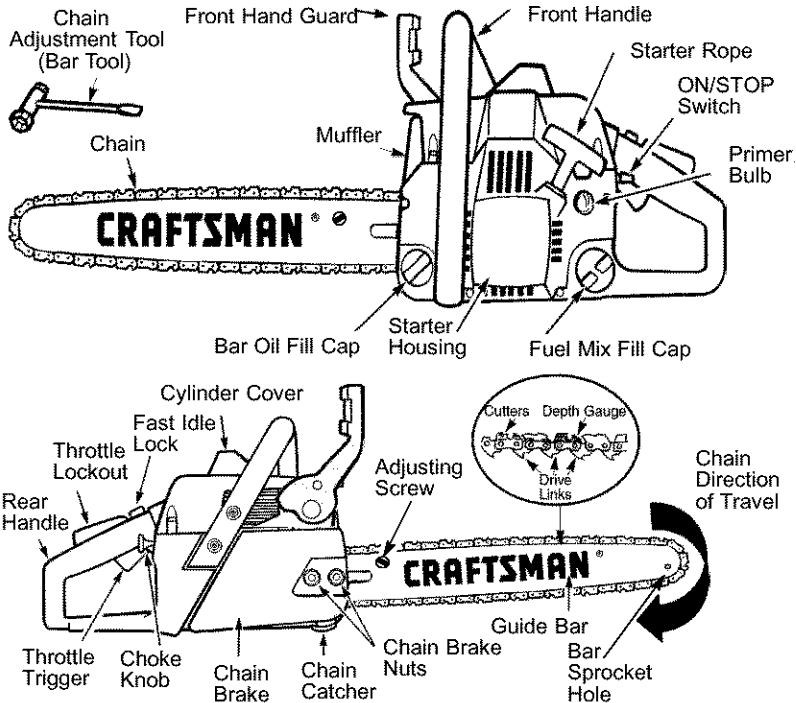 Chain
Adjustment Tool
(Bar Tool)
Front Hand Guard
Front Handle
Starter Rope
ON/STOP
Switch
Muffler
Chain
Primer
Bulb
CRAFTSMAN ®
Bar Oil Fill Cap
Starter
Housing
Fuel Mix Fill Cap
Cylinder Cover
Fast Idle
Lock
Throttle
Lockout
Rear
Handle
Adjusting
Screw
Cutters
Depth Gauge
Drive
Links
Chain
Direction
of Travel
CRAFTSMAN ®
Throttle
Trigger
Choke
Knob
Chain
Brake
Chain
Catcher
Chain Brake
Nuts
Guide Bar
Bar
Sprocket
Hole